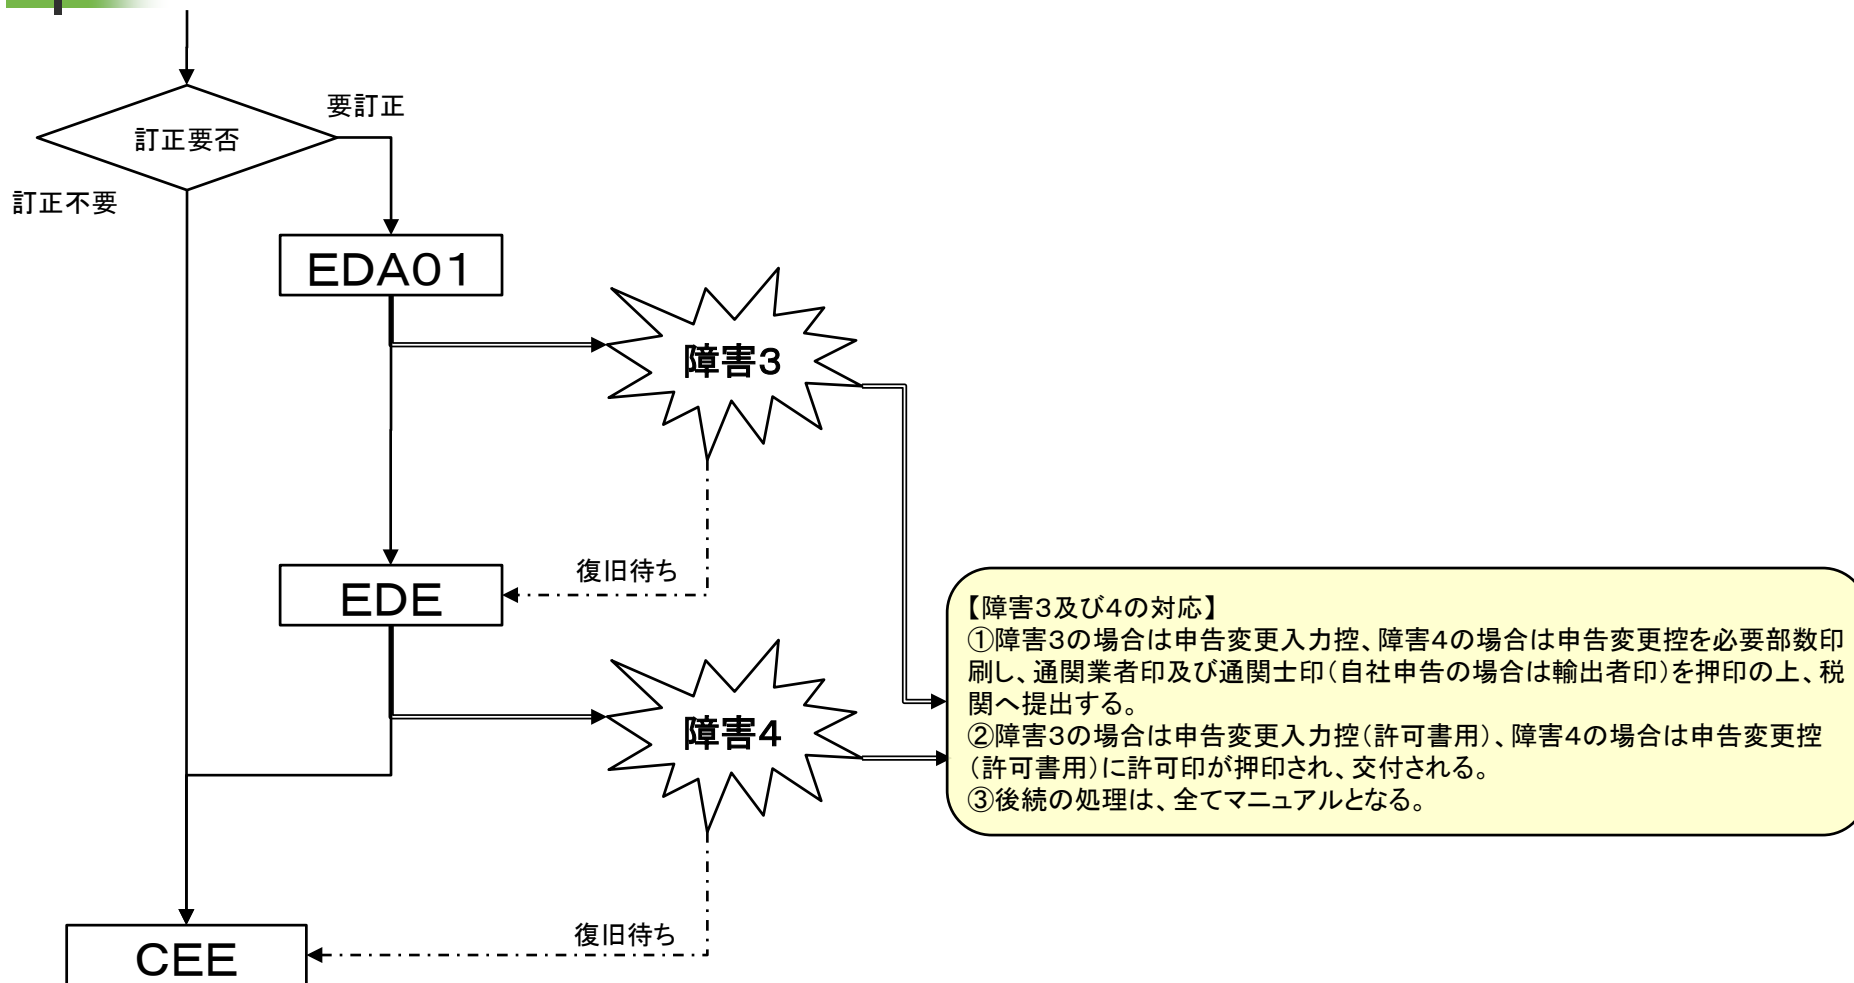 要訂正
訂正要否
訂正不要
EDA01
障害3
復旧待ち
EDE
【障害3及び4の対応】
①障害3の場合は申告変更入力控、障害4の場合は申告変更控を必要部数印
刷し、通関業者印及び通関士印(自社申告の場合は輸出者印)を押印の上、税
関へ提出する。
②障害3の場合は申告変更入力控(許可書用)、障害4の場合は申告変更控
(許可書用)に許可印が押印され、交付される。
③後続の処理は、全てマニュアルとなる。
障害4
復旧待ち
CEE